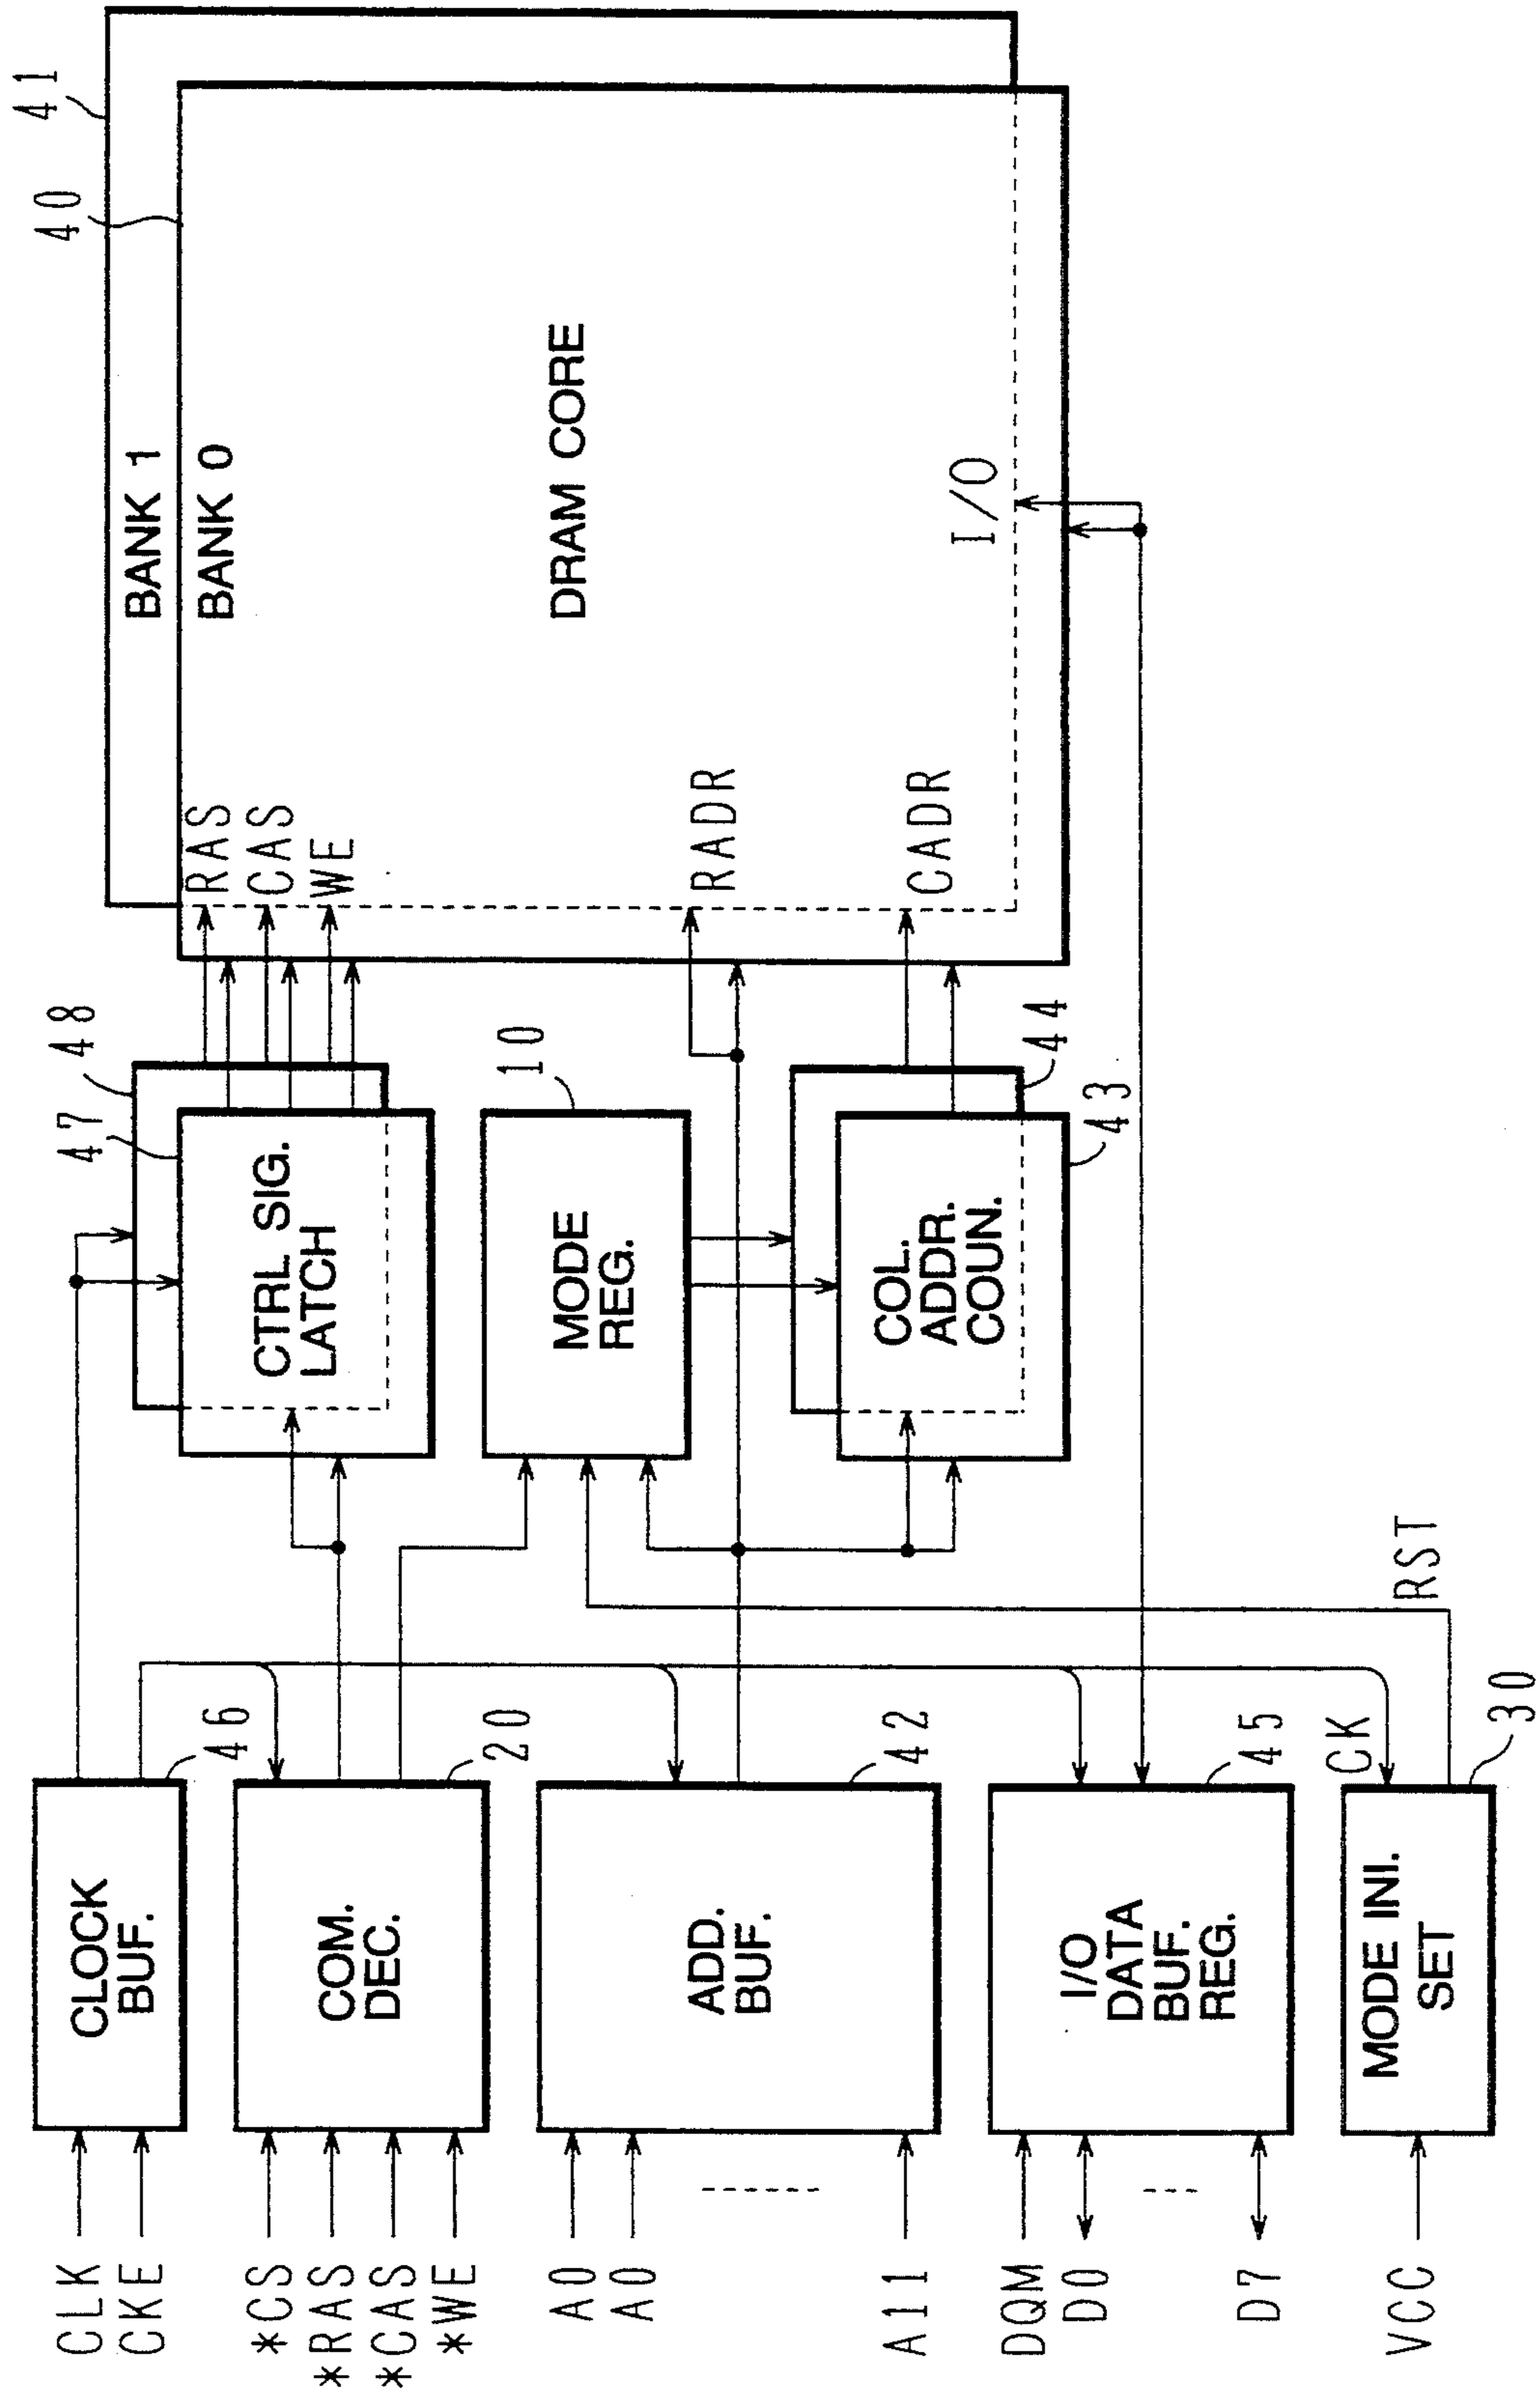 CLK
CKE
*CS
*RAS
*CAS
*WE
A0
A0
A11
DQM
D0
D7
VCC
CLOCK
BUF.
46
COM.
DEC.
20
ADD.
BUF.
42
I/O
DATA
BUF.
REG.
45
MODE INI.
SET
30
CK
RST
CTRL SIG.
LATCH
47
48
MODE
REG.
10
COL.
ADDR.
COUN.
43
44
RAS
CAS
WE
RADR
CADR
I/O
BANK 1
BANK 0
DRAM CORE
40
41